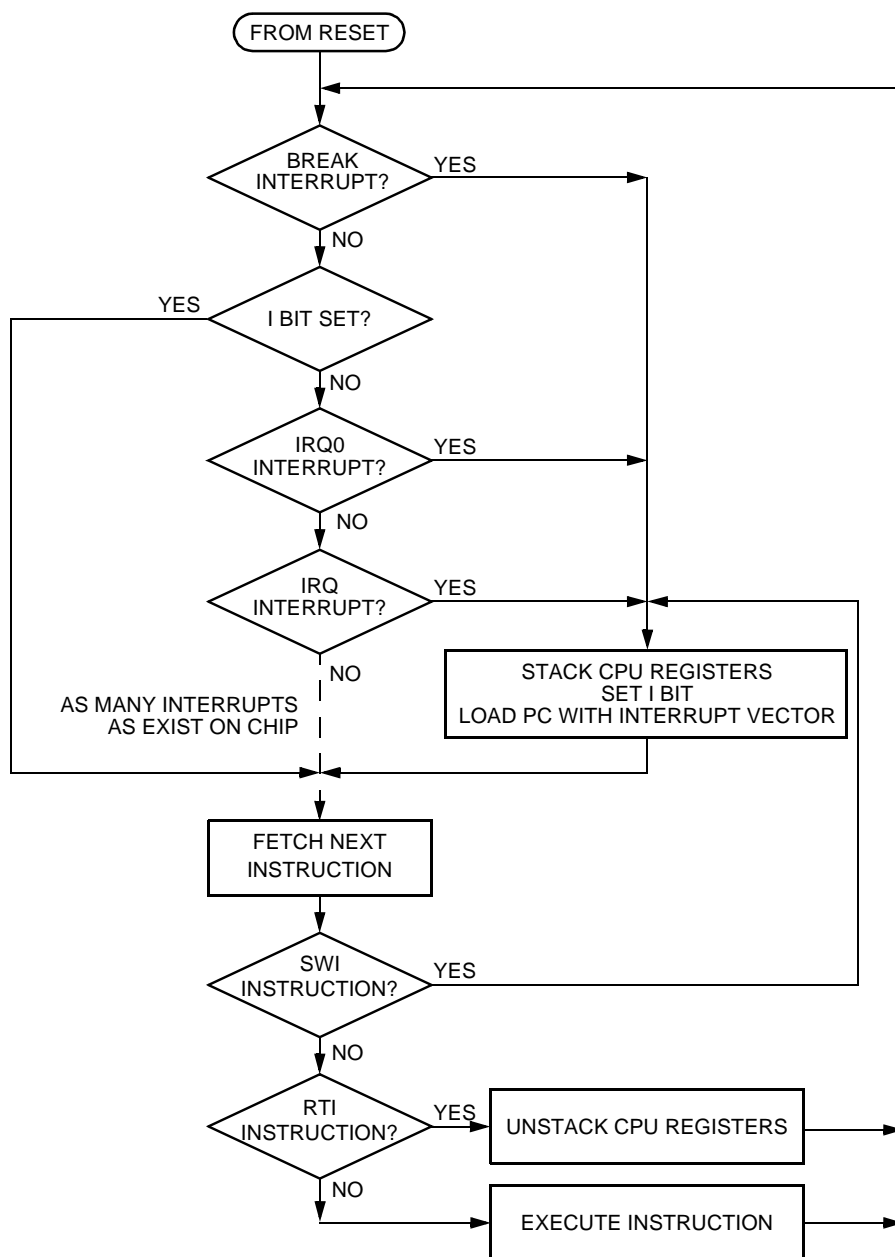 FROM RESET
BREAK
INTERRUPT?
YES
NO
YES
I BIT SET?
NO
IRQ0
INTERRUPT?
YES
NO
IRQ
INTERRUPT?
YES
NO
STACK CPU REGISTERS
SET I BIT
LOAD PC WITH INTERRUPT VECTOR
AS MANY INTERRUPTS
AS EXIST ON CHIP
FETCH NEXT
INSTRUCTION
SWI
INSTRUCTION?
YES
NO
RTI
INSTRUCTION?
YES
UNSTACK CPU REGISTERS
NO
EXECUTE INSTRUCTION